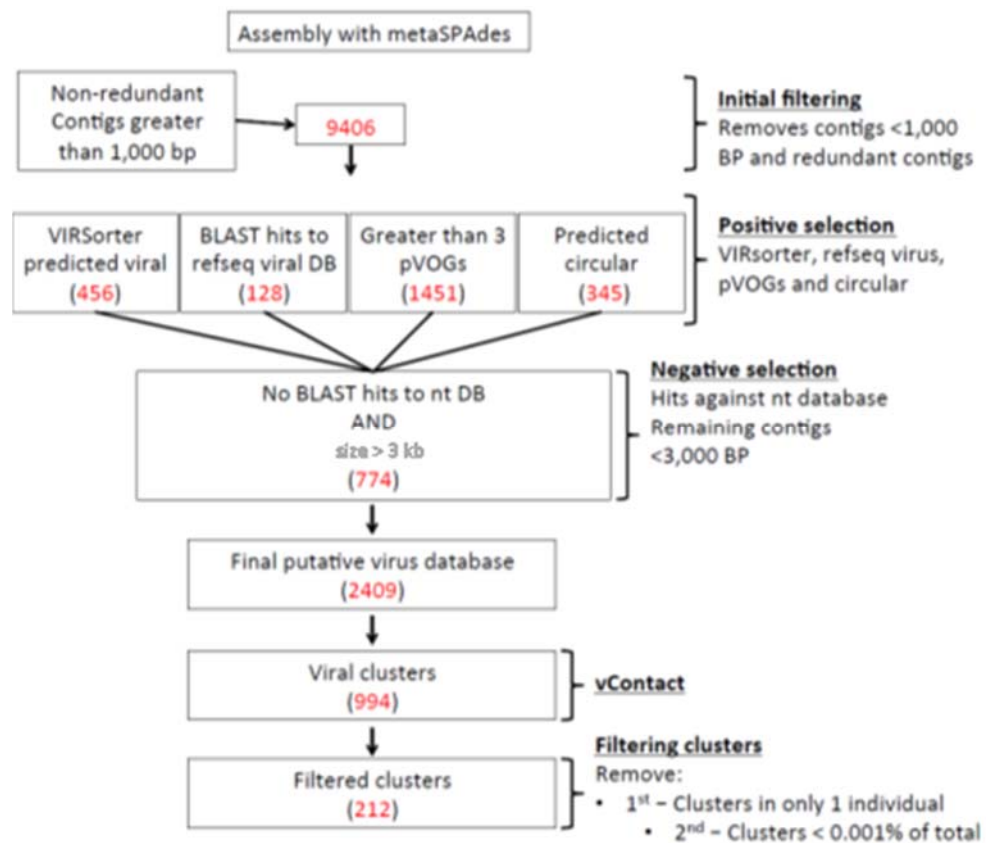 Assembly with metaSPAdes
Non-redundant
Contigs greater
than 1,000 bp
9406
Initial filtering
Removes contigs <1,000
BP and redundant contigs
VIRSorter
predicted viral
(456)
BLAST hits to
refseq viral DB
(128)
Greater than 3
pVOGs
(1451)
Predicted
circular
(345)
Positive selection
VIRsorter, refseq virus,
pVOGs and circular
No BLAST hits to nt DB
AND
size > 3 kb
(774)
Negative selection
Hits against nt database
Remaining contigs
<3,000 BP
Final putative virus database
(2409)
Viral clusters
(994)
vContact
Filtered clusters
(212)
Filtering clusters
Remove:
• 1st – Clusters in only 1 individual
• 2nd – Clusters < 0.001% of total